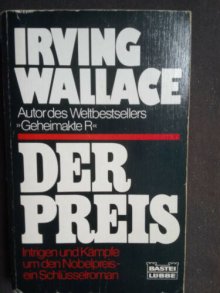 IRVING
WALLACE
Autor des Weltbestsellers
»Geheimakte R«
DER
PREIS
Intrigen und Kämpfe
um den Nobelpreis-
ein Schlüsselroman
BASTEI
LÜBBE